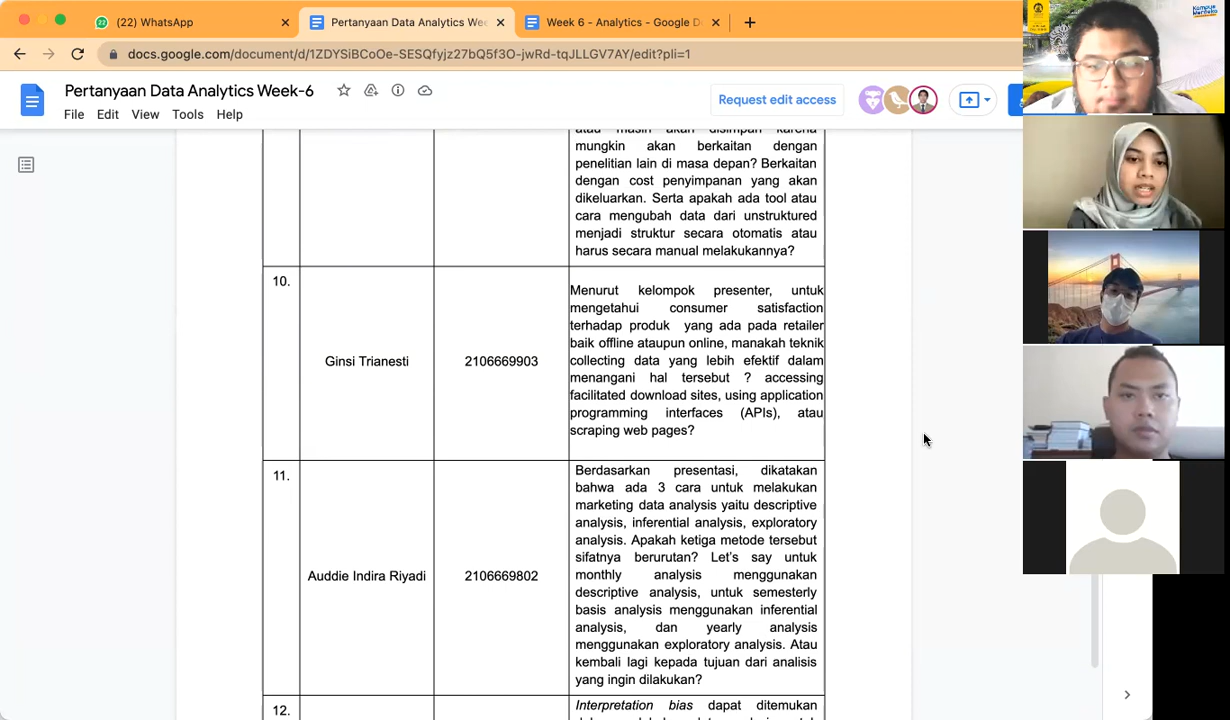 (22) WhatsApp
Pertanyaan Data Analytics Wee
Week 6 - Analytics - Google D
docs.google.com/document/d/1ZDYSiBCoOe-SESQfyjz27bQ5f3O-jwRd-tqJLLGV7AY/edit?pli=1
Pertanyaan Data Analytics Week-6
Request edit access
File Edit View Tools Help
atau masih akan disimpan karena
mungkin akan berkaitan dengan
penelitian lain di masa depan? Berkaitan
dengan cost penyimpanan yang akan
dikeluarkan. Serta apakah ada tool atau
cara mengubah data dari unstruktured
menjadi struktur secara otomatis atau
harus secara manual melakukannya?
10.
Ginsi Trianesti
2106669903
Menurut kelompok presenter, untuk
mengetahui consumer satisfaction
terhadap produk yang ada pada retailer
baik offline ataupun online, manakah teknik
collecting data yang lebih efektif dalam
menangani hal tersebut ? accessing
facilitated download sites, using application
programming interfaces (APIs), atau
scraping web pages?
11.
Auddie Indira Riyadi
2106669802
Berdasarkan presentasi, dikatakan
bahwa ada 3 cara untuk melakukan
marketing data analysis yaitu descriptive
analysis, inferential analysis, exploratory
analysis. Apakah ketiga metode tersebut
sifatnya berurutan? Let's say untuk
monthly analysis menggunakan
descriptive analysis, untuk semesterly
basis analysis menggunakan inferential
analysis, dan yearly analysis
menggunakan exploratory analysis. Atau
kembali lagi kepada tujuan dari analisis
yang ingin dilakukan?
12.
Interpretation bias dapat ditemukan
Kampus
Merdeka